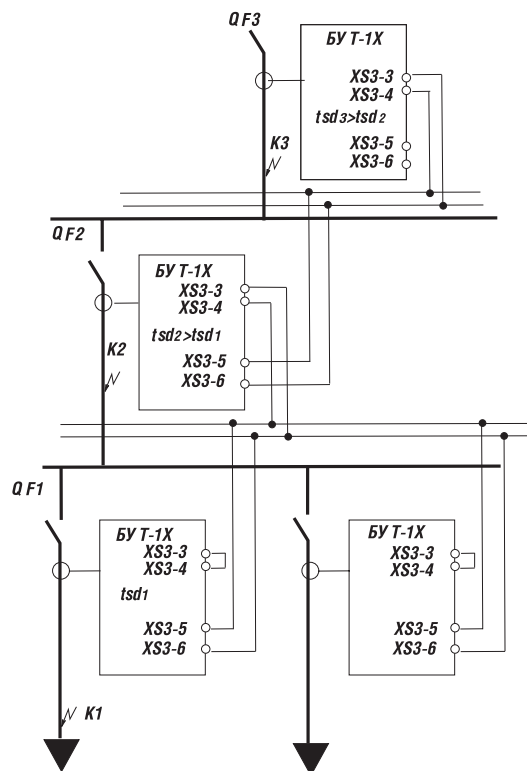 QF3
БУ Т-1Х
XS3-3
XS3-4
tsd3>tsd2
K3
XS3-5
XS3-6
QF2
БУ Т-1Х
XS3-3
XS3-4
tsd2>tsd1
K2
XS3-5
XS3-6
QF1
БУ Т-1Х
XS3-3
XS3-4
tsd1
XS3-5
XS3-6
K1
БУ Т-1Х
XS3-3
XS3-4
XS3-5
XS3-6